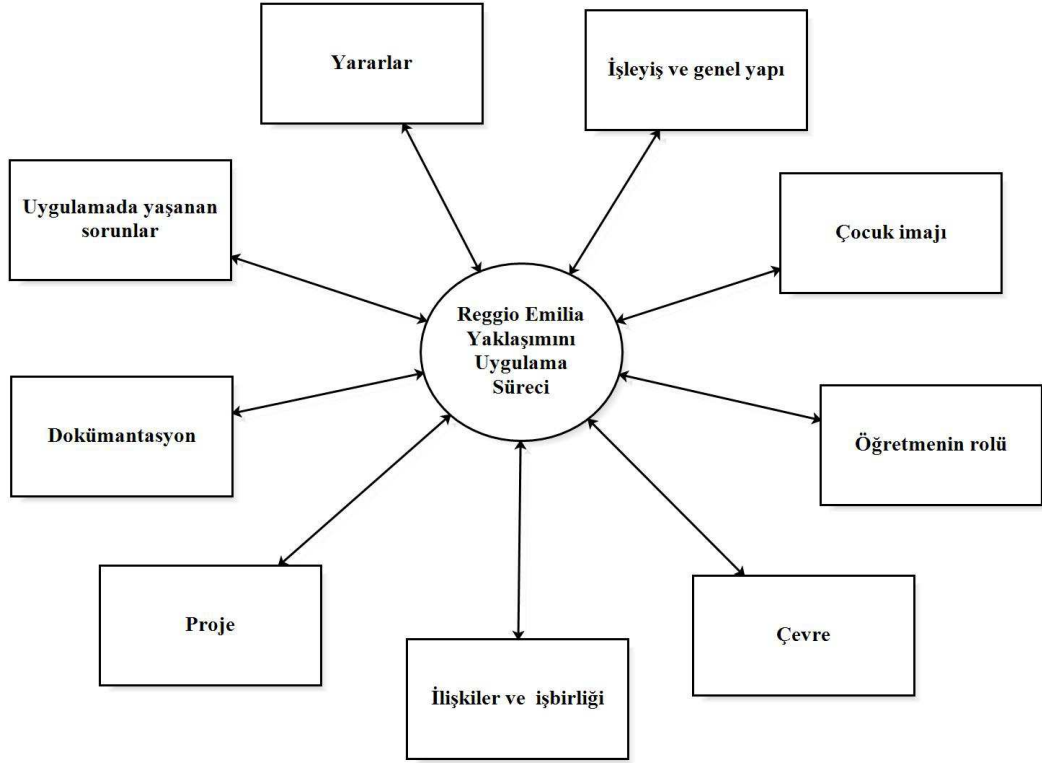 Yararlar
İşleyiş ve genel yapı
Uygulamada yaşanan
sorunlar
Çocuk imajı
Reggio Emilia
Yaklaşımını
Uygulama
Süreci
Dokümantasyon
Öğretmenin rolü
Proje
Çevre
İlişkiler ve işbirliği